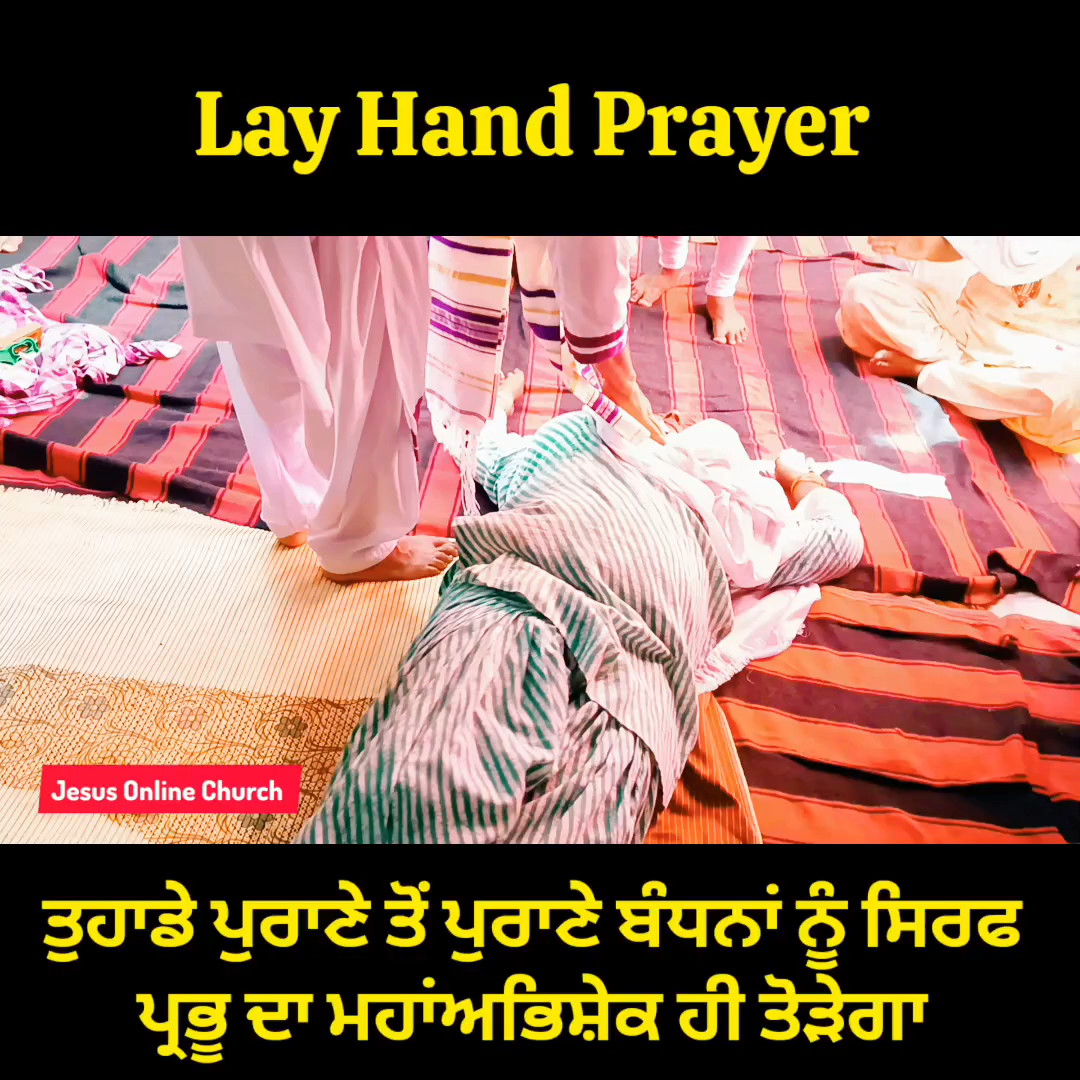 Lay Hand Prayer
Jesus Online Church
ਤੁਹਾਡੇ ਪੁਰਾਣੇ ਤੋਂ ਪੁਰਾਣੇ ਬੰਧਨਾਂ ਨੂੰ ਸਿਰਫ
ਪ੍ਰਭੂ ਦਾ ਮਹਾਂਅਭਿਸ਼ੇਕ ਹੀ ਤੋੜੇਗਾ